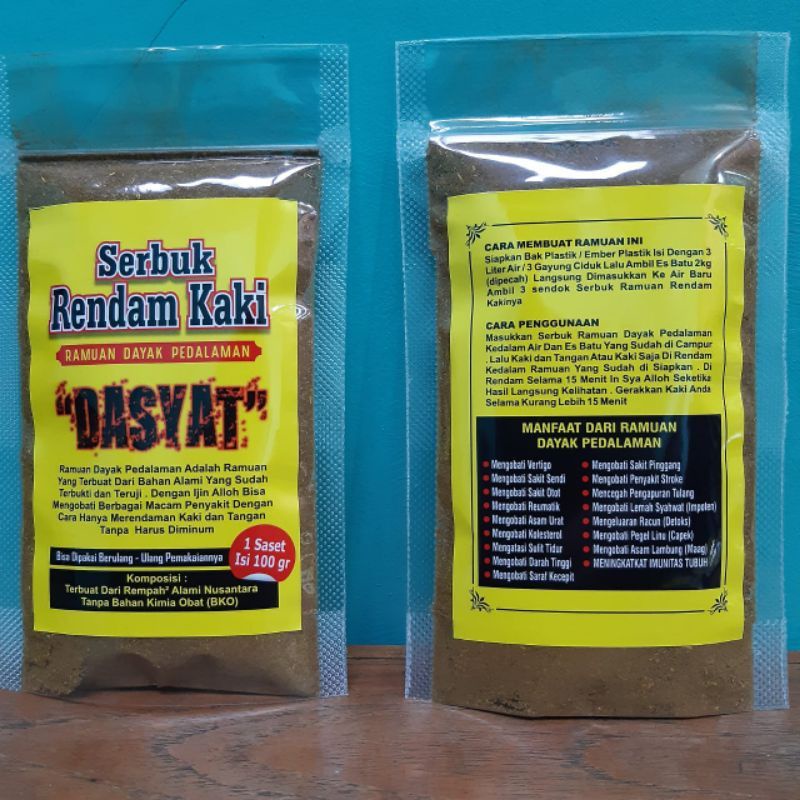 Serbuk
Rendam Kaki
RAMUAN DAYAK PEDALAMAN
"DASYAT"
Ramuan Dayak Pedalaman Adalah Ramuan
Yang Terbuat Dari Bahan Alami Yang Sudah
Terbukti dan Teruji . Dengan Ijin Alloh Bisa
Mengobati Berbagai Macam Penyakit Dengan
Cara Hanya Merendaman Kaki dan Tangan
Tanpa Harus Diminum
Bisa Dipakai Berulang - Ulang Pemakaiannya
1 Saset
Isi 100 gr
Komposisi :
Terbuat Dari Rempah² Alami Nusantara
Tanpa Bahan Kimia Obat (BKO)
CARA MEMBUAT RAMUAN INI
Siapkan Bak Plastik / Ember Plastik Isi Dengan 3
Liter Air / 3 Gayung Ciduk Lalu Ambil Es Batu 2kg
(dipecah) Langsung Dimasukkan Ke Air Baru
Ambil 3 sendok Serbuk Ramuan Rendam
Kakinya
CARA PENGGUNAAN
Masukkan Serbuk Ramuan Dayak Pedalaman
Kedalam Air Dan Es Batu Yang Sudah di Campur
. Lalu Kaki dan Tangan Atau Kaki Saja Di Rendam
Kedalam Ramuan Yang Sudah di Siapkan . Di
Rendam Selama 15 Menit In Sya Alloh Seketika
Hasil Langsung Kelihatan . Gerakkan Kaki Anda
Selama Kurang Lebih 15 Menit
MANFAAT DARI RAMUAN
DAYAK PEDALAMAN
Mengobati Vertigo
Mengobati Sakit Sendi
Mengobati Sakit Otot
Mengobati Reumatik
Mengobati Asam Urat
Mengobati Kolesterol
Mengatasi Sulit Tidur
Mengobati Darah Tinggi
Mengobati Saraf Kecepit
Mengobati Sakit Pinggang
Mengobati Penyakit Stroke
Mencegah Pengapuran Tulang
Mengobati Lemah Syahwat (Impoten)
Mengeluaran Racun (Detoks)
Mengobati Pegel Linu (Capek)
Mengobati Asam Lambung (Maag)
MENINGKATKAT IMUNITAS TUBUH